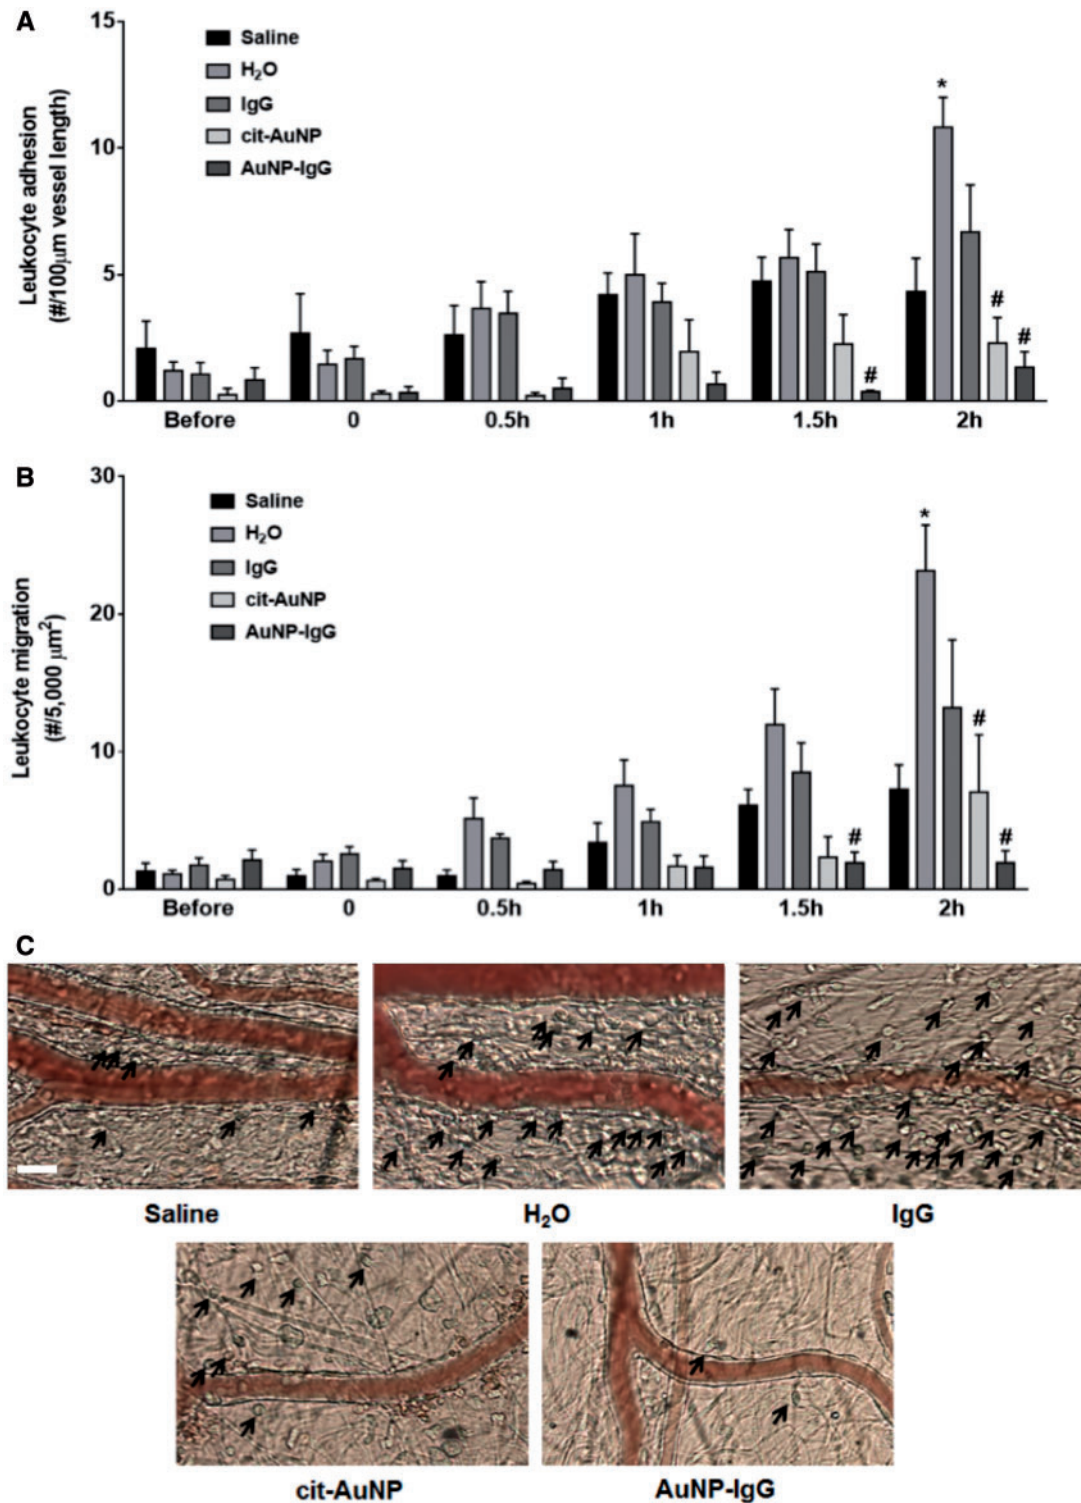 A
15
10
5
0
Leukocyte adhesion
(#/100μm vessel length)
Saline
H₂O
IgG
cit-AuNP
AuNP-IgG
*
#
#
#
Before 0 0.5h 1h 1.5h 2h
B
30
20
10
0
Leukocyte migration
(#/5,000 μm²)
Saline
H₂O
IgG
cit-AuNP
AuNP-IgG
*
#
#
#
Before 0 0.5h 1h 1.5h 2h
C
Saline H₂O IgG
cit-AuNP AuNP-IgG